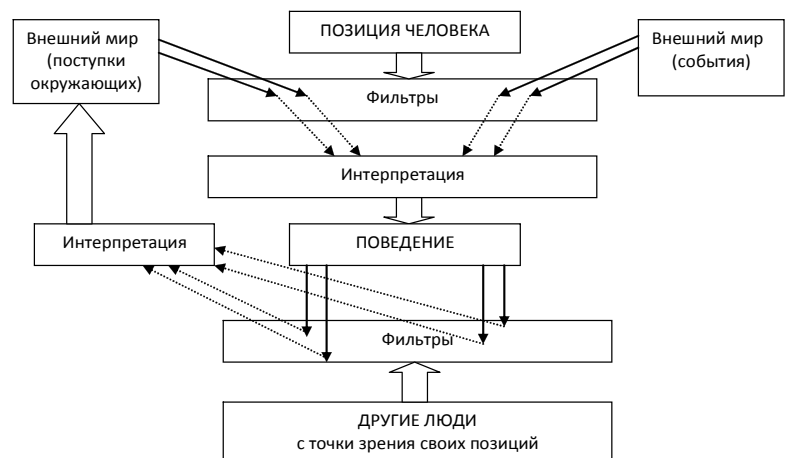 Внешний мир
(поступки
окружающих)
ПОЗИЦИЯ ЧЕЛОВЕКА
Внешний мир
(события)
Фильтры
Интерпретация
Интерпретация
ПОВЕДЕНИЕ
Фильтры
ДРУГИЕ ЛЮДИ
с точки зрения своих позиций